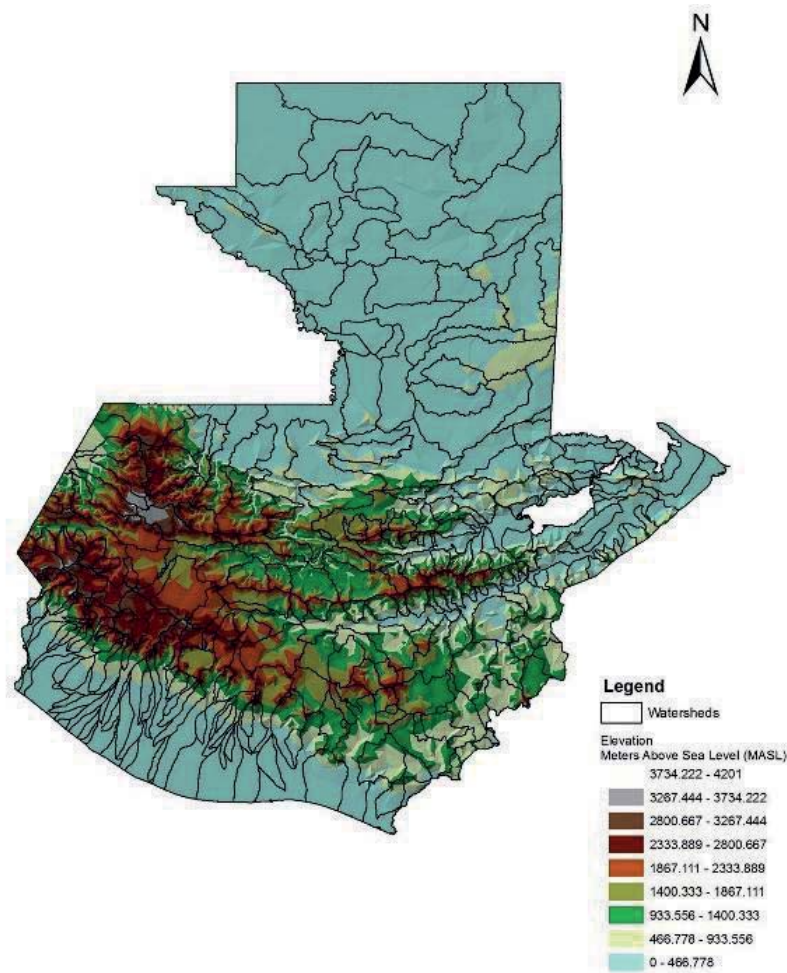 N
Legend
Watersheds
Elevation
Meters Above Sea Level (MASL)
3734.222 - 4201
3267.444 - 3734.222
2800.667 - 3267.444
2333.889 - 2800.667
1867.111 - 2333.889
1400.333 - 1867.111
933.556 - 1400.333
466.778 - 933.556
0 - 466.778